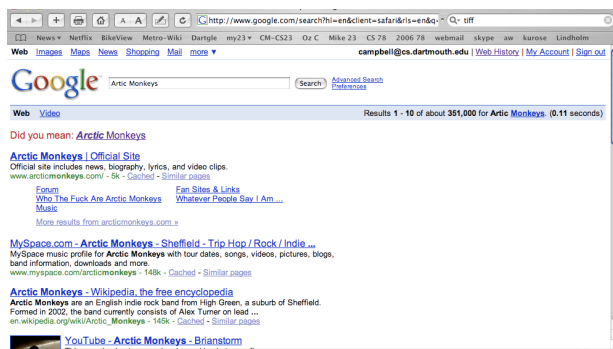 A A http://www.google.com/search?hl=en&client=safari&rls=en&q= tiff
News Netflix BikeView Metro-Wiki Dartgle my23 CM-CS23 Oz C Mike 23 CS 78 2006 78 webmail skype aw kurose Lindholm
Web Images Maps News Shopping Mail more campbell@cs.dartmouth.edu | Web History | My Account | Sign out
Google Artic Monkeys Search Advanced Search
Preferences
Web Video Results 1 - 10 of about 351,000 for Artic Monkeys. (0.11 seconds)
Did you mean: Arctic Monkeys
Arctic Monkeys | Official Site
Official site includes news, biography, lyrics, and video clips.
www.arcticmonkeys.com/ - 5k - Cached - Similar pages
Forum Fan Sites & Links
Who The Fuck Are Arctic Monkeys Whatever People Say I Am ...
Music
More results from arcticmonkeys.com »
MySpace.com - Arctic Monkeys - Sheffield - Trip Hop / Rock / Indie ...
MySpace music profile for Arctic Monkeys with tour dates, songs, videos, pictures, blogs,
band information, downloads and more.
www.myspace.com/arcticmonkeys - 148k - Cached - Similar pages
Arctic Monkeys - Wikipedia, the free encyclopedia
Arctic Monkeys are an English indie rock band from High Green, a suburb of Sheffield.
Formed in 2002, the band currently consists of Alex Turner on lead ...
en.wikipedia.org/wiki/Arctic_Monkeys - 145k - Cached - Similar pages
YouTube - Arctic Monkeys - Brianstorm